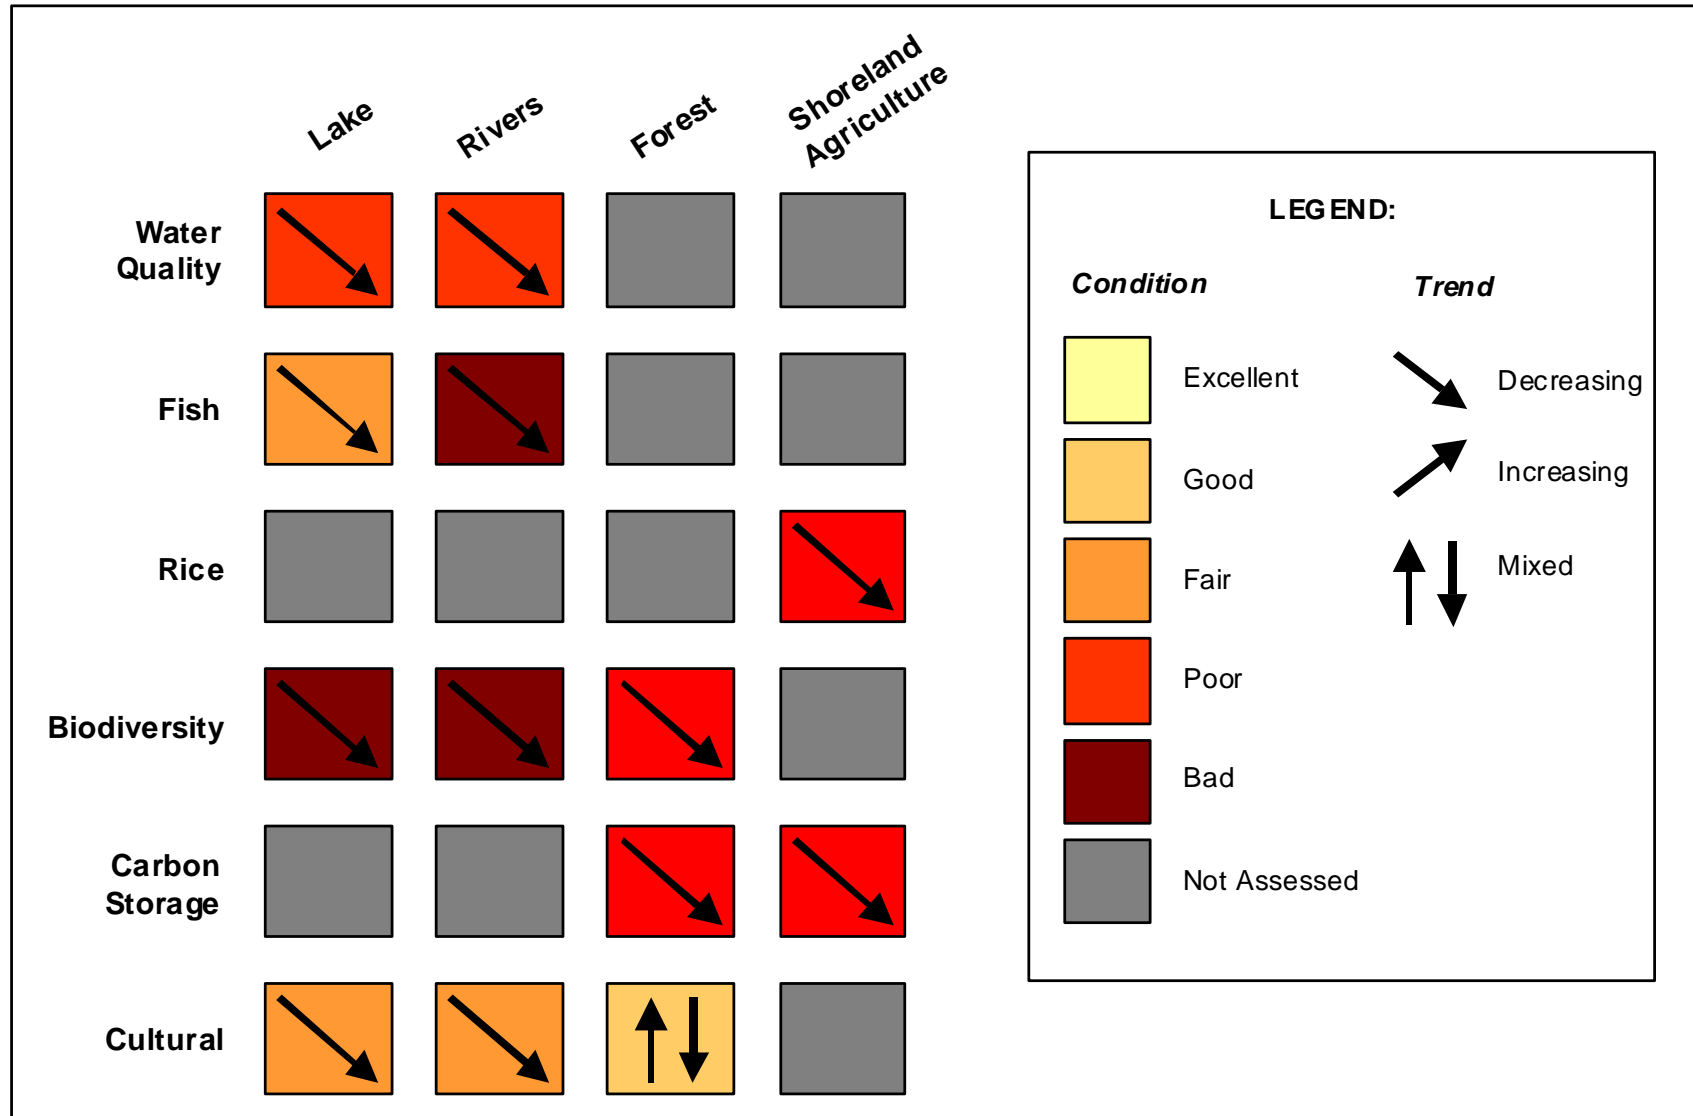 Lake
Rivers
Forest
Shoreland
Agriculture
Water
Quality
Fish
Rice
Biodiversity
Carbon
Storage
Cultural
LEGEND:
Condition
Trend
Excellent
Decreasing
Good
Increasing
Fair
Mixed
Poor
Bad
Not Assessed